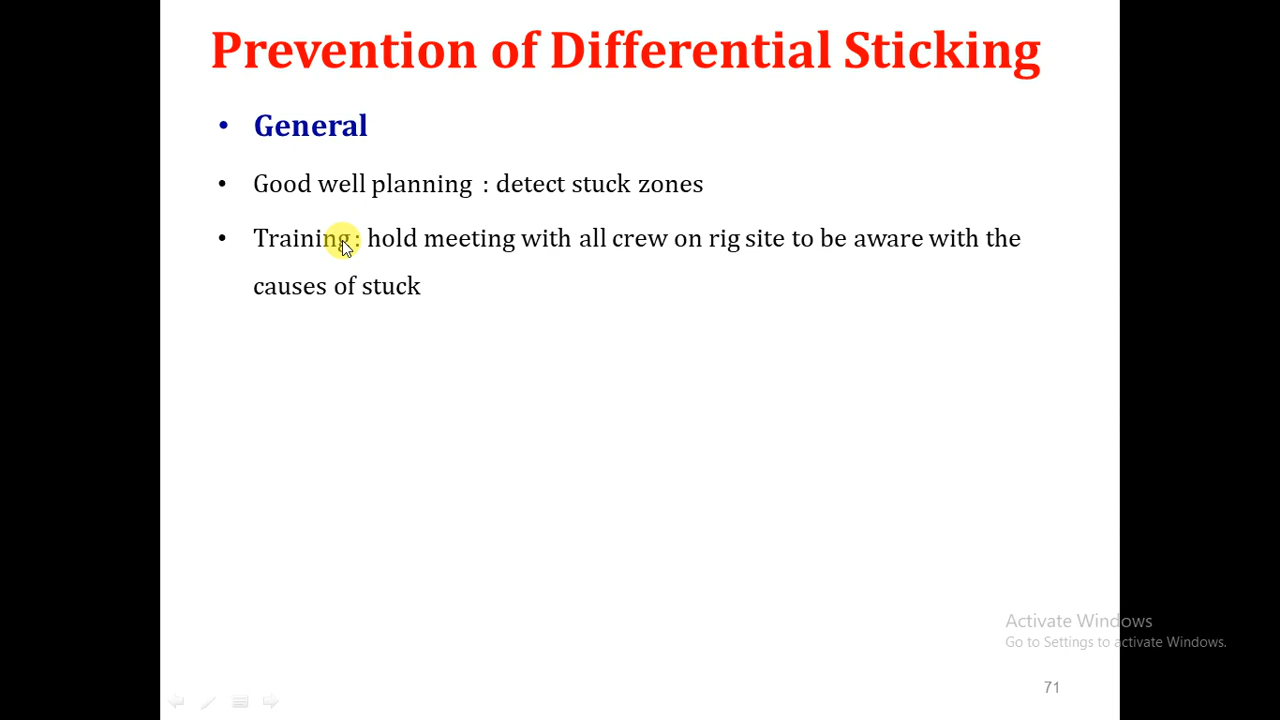 Prevention of Differential Sticking
• General
• Good well planning : detect stuck zones
• Training : hold meeting with all crew on rig site to be aware with the
causes of stuck
Activate Windows
Go to Settings to activate Windows.
71